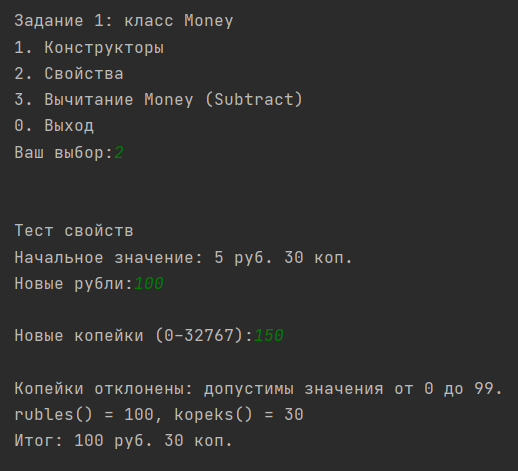 Задание 1: класс Money
1. Конструкторы
2. Свойства
3. Вычитание Money (Subtract)
0. Выход
Ваш выбор:2
Тест свойств
Начальное значение: 5 руб. 30 коп.
Новые рубли:100
Новые копейки (0-32767):150
Копейки отклонены: допустимы значения от 0 до 99.
rubles() = 100, kopeks() = 30
Итог: 100 руб. 30 коп.